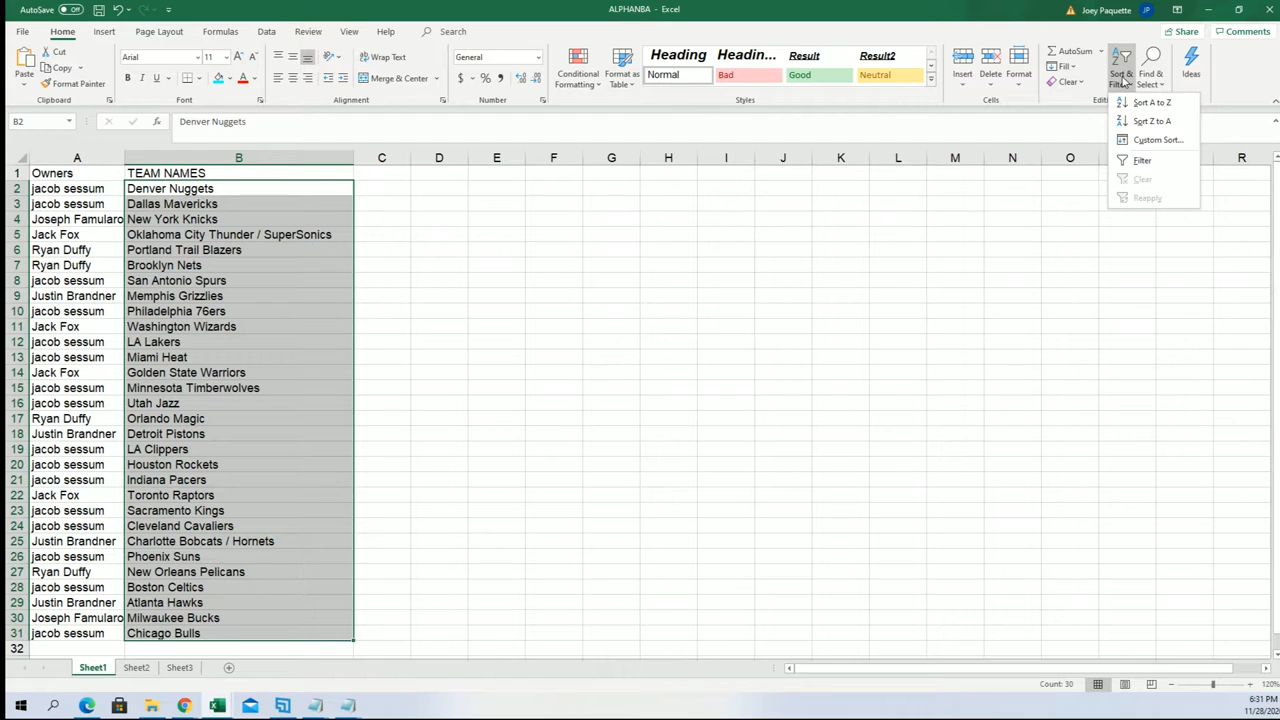 AutoSave Off ALPHANBA - Excel Joey Paquette JP
File Home Insert Page Layout Formulas Data Review View Help Search Share Comments
Paste Cut Copy Format Painter Clipboard
Arial 11 B I U A Font
Wrap Text Merge & Center Alignment
General $ % Number
Conditional Formatting Format as Table
Heading Headin... Result Result2
Normal Bad Good Neutral
Styles
Insert Delete Format Cells
AutoSum Fill Clear
Sort & Find & Select Ideas
Sort A to Z
Sort Z to A
Custom Sort...
Filter
Clear
Reapply
B2 fx Denver Nuggets
A B C D E F G H I J K L M N O R
1 Owners TEAM NAMES
2 jacob sessum Denver Nuggets
3 jacob sessum Dallas Mavericks
4 Joseph Famularo New York Knicks
5 Jack Fox Oklahoma City Thunder / SuperSonics
6 Ryan Duffy Portland Trail Blazers
7 Ryan Duffy Brooklyn Nets
8 jacob sessum San Antonio Spurs
9 Justin Brandner Memphis Grizzlies
10 jacob sessum Philadelphia 76ers
11 Jack Fox Washington Wizards
12 jacob sessum LA Lakers
13 jacob sessum Miami Heat
14 Jack Fox Golden State Warriors
15 jacob sessum Minnesota Timberwolves
16 jacob sessum Utah Jazz
17 Ryan Duffy Orlando Magic
18 Justin Brandner Detroit Pistons
19 jacob sessum LA Clippers
20 jacob sessum Houston Rockets
21 jacob sessum Indiana Pacers
22 Jack Fox Toronto Raptors
23 jacob sessum Sacramento Kings
24 jacob sessum Cleveland Cavaliers
25 Justin Brandner Charlotte Bobcats / Hornets
26 jacob sessum Phoenix Suns
27 Ryan Duffy New Orleans Pelicans
28 jacob sessum Boston Celtics
29 Justin Brandner Atlanta Hawks
30 Joseph Famularo Milwaukee Bucks
31 jacob sessum Chicago Bulls
32
Sheet1 Sheet2 Sheet3
Count: 30 120%
6:31 PM